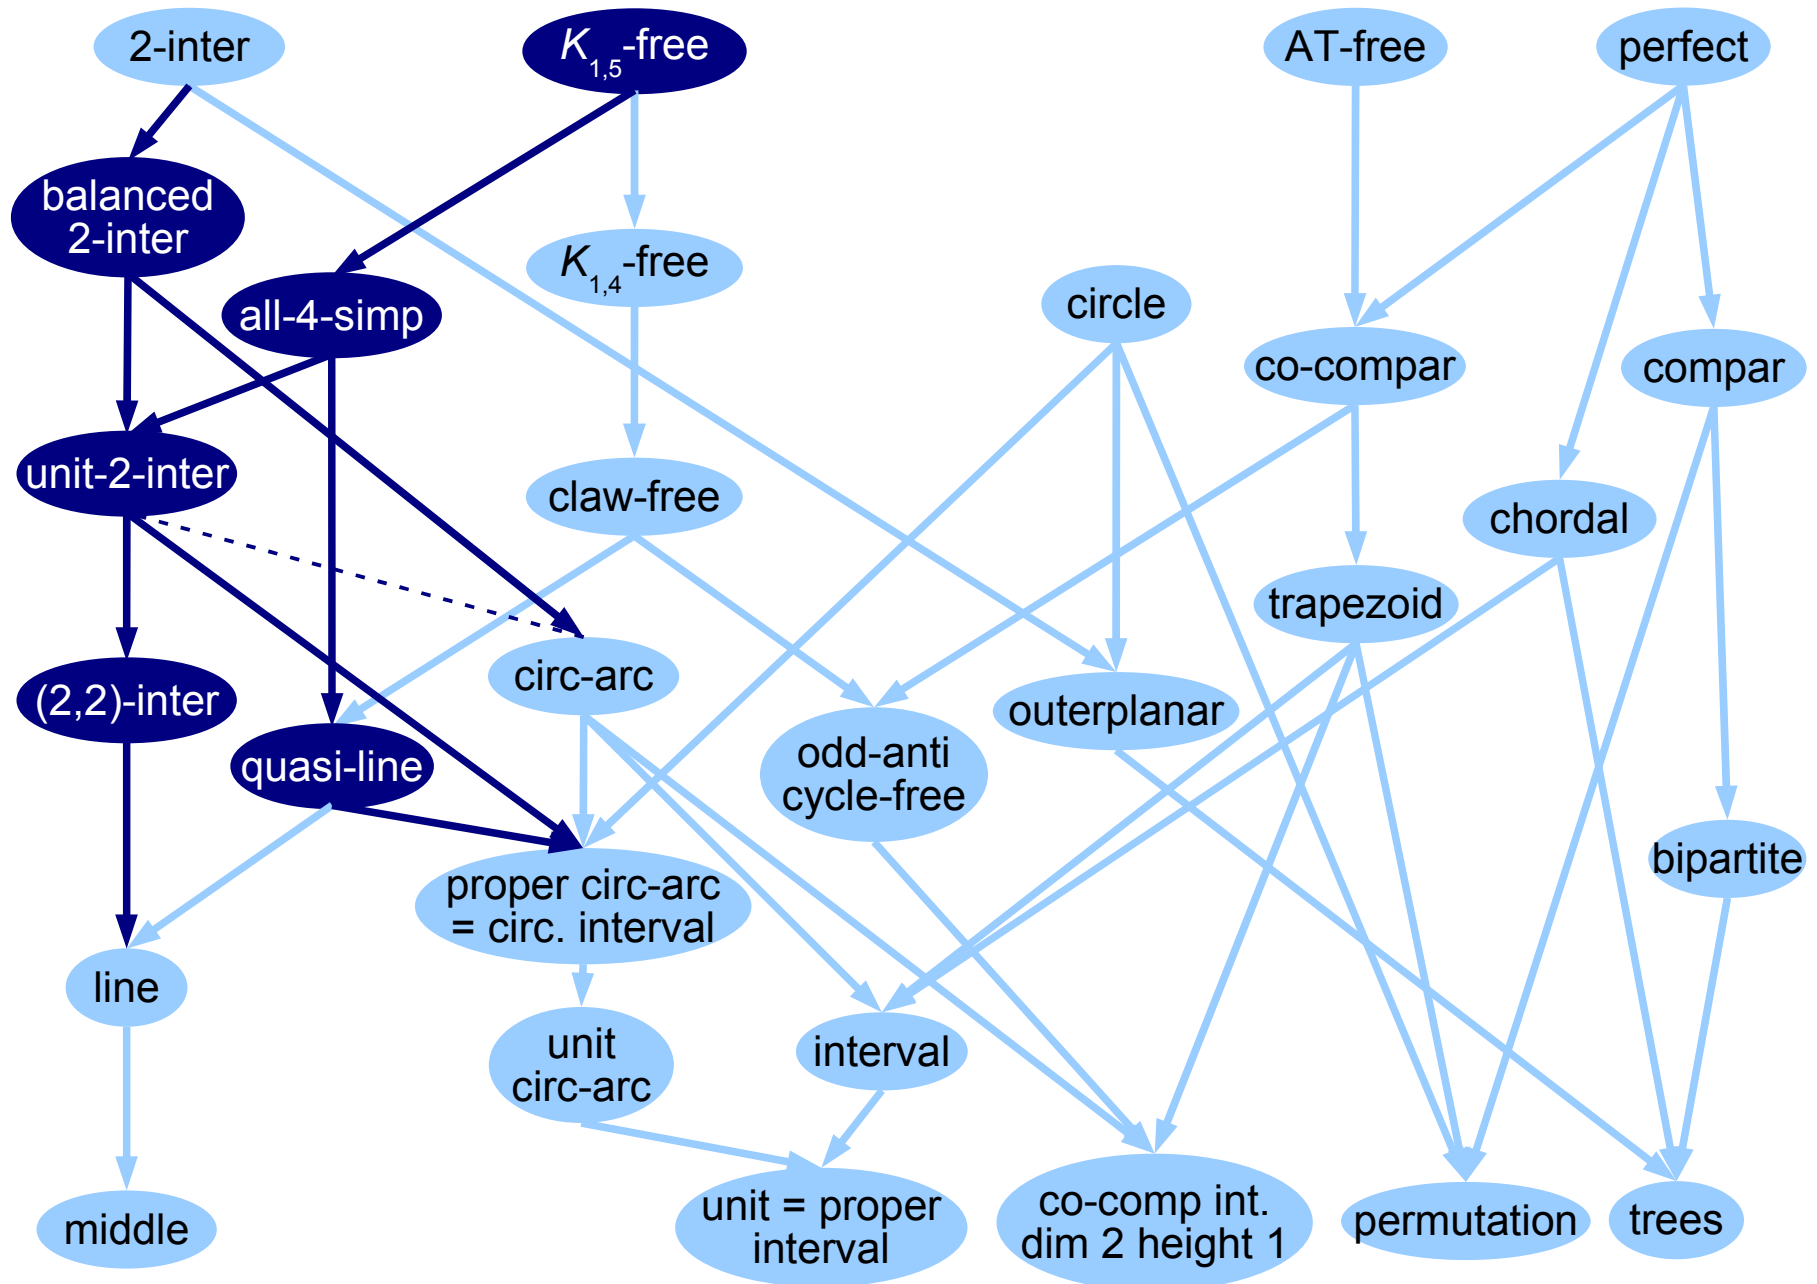 2-inter
K1,5-free
AT-free
perfect
balanced
2-inter
K1,4-free
all-4-simp
circle
co-compar
compar
unit-2-inter
claw-free
chordal
trapezoid
circ-arc
(2,2)-inter
outerplanar
quasi-line
odd-anti
cycle-free
bipartite
proper circ-arc
= circ. interval
line
unit
circ-arc
interval
middle
unit = proper
interval
co-comp int.
dim 2 height 1
permutation
trees